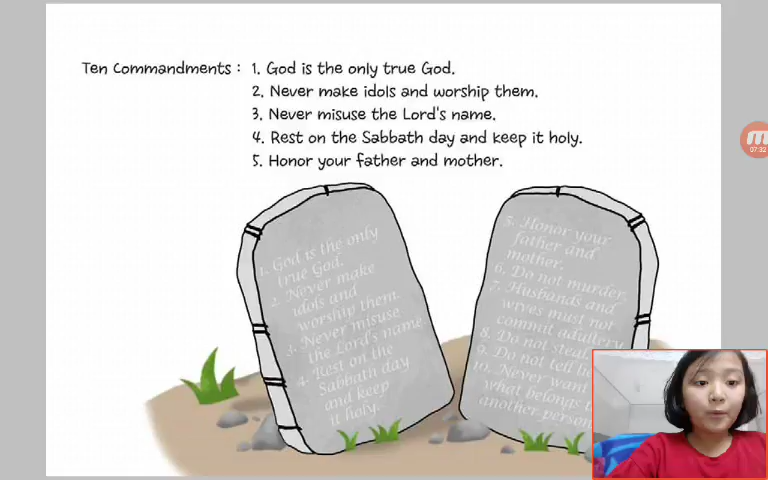 Ten Commandments : 1. God is the only true God.
2. Never make idols and worship them.
3. Never misuse the Lord's name.
4. Rest on the Sabbath day and keep it holy.
5. Honor your father and mother.
1. God is the only
true God.
2. Never make
idols and
worship them.
3. Never misuse
the Lord's name
4. Rest on the
Sabbath day
and keep
it holy.
5. Honor your
father and
mother.
6. Do not murder.
7. Husbands and
wives must not
commit adultery
8. Do not steal.
9. Do not tell
10. Never want
what belongs
another person
M
07:32